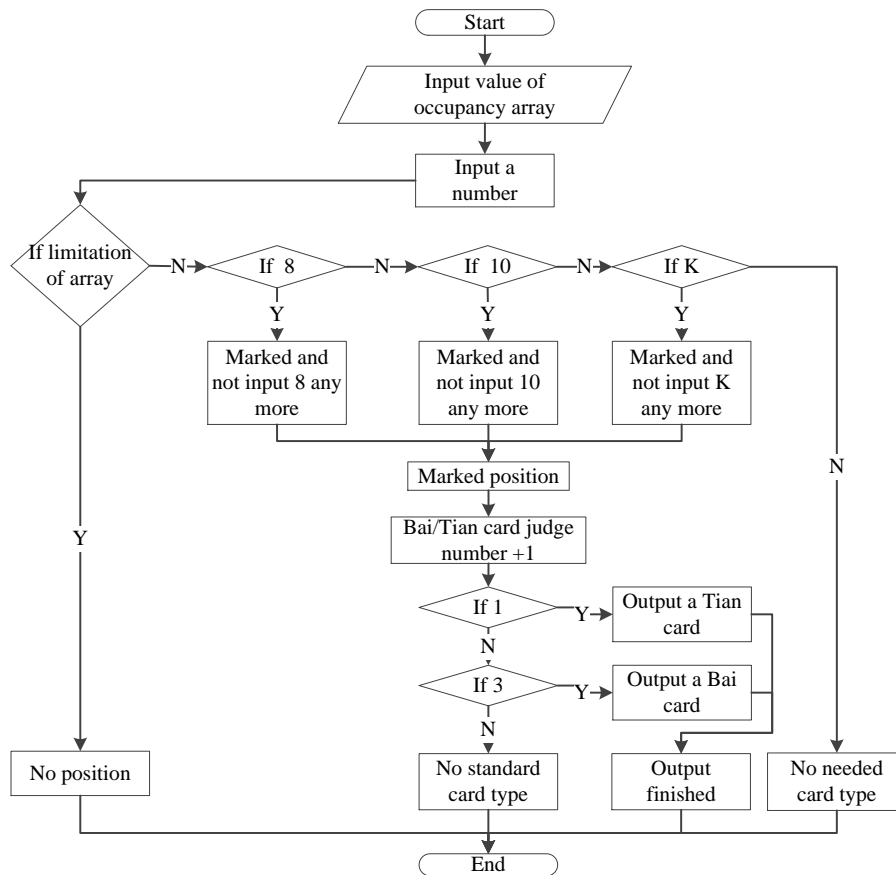 Start
Input value of
occupancy array
Input a
number
If limitation
of array
N
If 8
N
If 10
N
If K
Y
Y
Y
Marked and
not input 8 any
more
Marked and
not input 10
any more
Marked and
not input K
any more
N
Marked position
Y
Bai/Tian card judge
number +1
If 1
Y
Output a Tian
card
N
If 3
Y
Output a Bai
card
N
No position
No standard
card type
Output
finished
No needed
card type
End